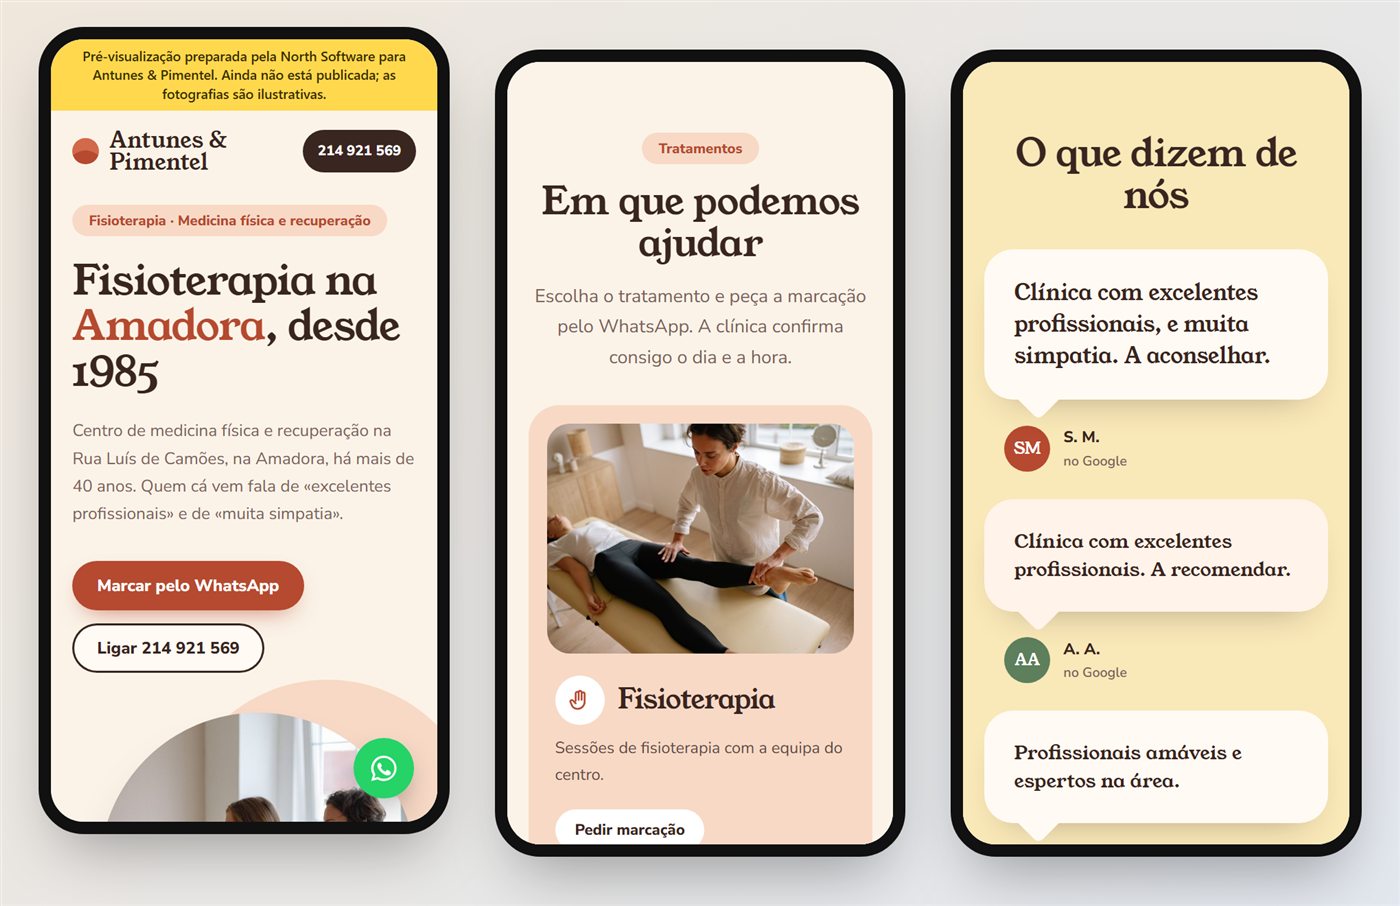 Pré-visualização preparada pela North Software para
Antunes & Pimentel. Ainda não está publicada; as
fotografias são ilustrativas.
Antunes &
Pimentel
214 921 569
Fisioterapia · Medicina física e recuperação
Fisioterapia na
Amadora, desde
1985
Centro de medicina física e recuperação na
Rua Luís de Camões, na Amadora, há mais de
40 anos. Quem cá vem fala de «excelentes
profissionais» e de «muita simpatia».
Marcar pelo WhatsApp
Ligar 214 921 569
Tratamentos
Em que podemos
ajudar
Escolha o tratamento e peça a marcação
pelo WhatsApp. A clínica confirma
consigo o dia e a hora.
Fisioterapia
Sessões de fisioterapia com a equipa do
centro.
Pedir marcação
O que dizem de
nós
Clínica com excelentes
profissionais, e muita
simpatia. A aconselhar.
SM
S. M.
no Google
Clínica com excelentes
profissionais. A recomendar.
AA
A. A.
no Google
Profissionais amáveis e
espertos na área.